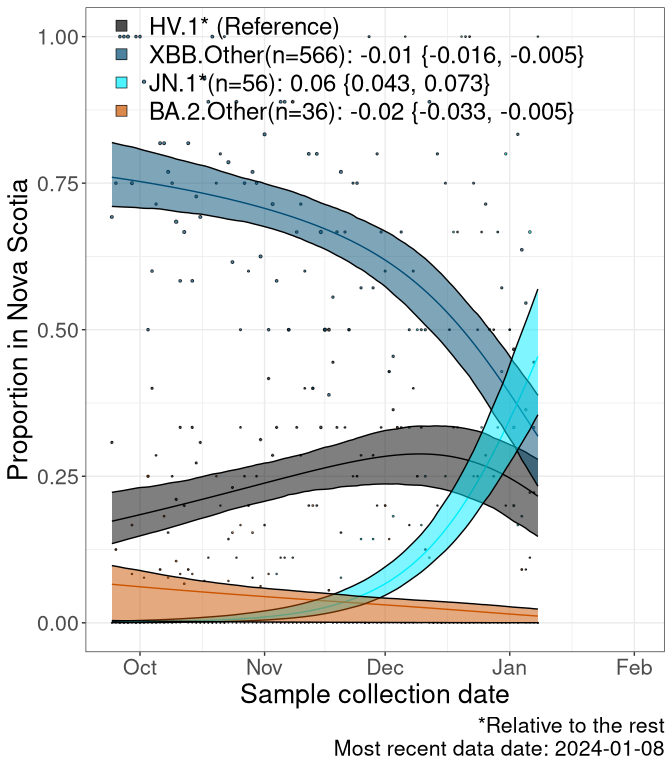 HV.1* (Reference)
XBB.Other(n=566): -0.01 {-0.016, -0.005}
JN.1*(n=56): 0.06 {0.043, 0.073}
BA.2.Other(n=36): -0.02 {-0.033, -0.005}
1.00
0.75
0.50
0.25
0.00
Proportion in Nova Scotia
Oct Nov Dec Jan Feb
Sample collection date
*Relative to the rest
Most recent data date: 2024-01-08